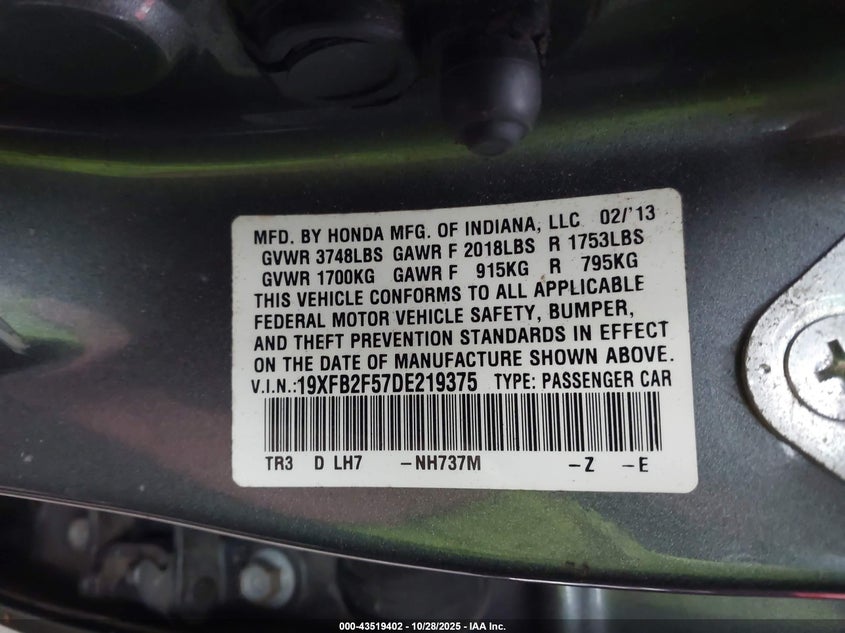 MFD. BY HONDA MFG. OF INDIANA, LLC 02/'13
GVWR 3748LBS GAWR F 2018LBS R 1753LBS
GVWR 1700KG GAWR F 915KG R 795KG
THIS VEHICLE CONFORMS TO ALL APPLICABLE
FEDERAL MOTOR VEHICLE SAFETY, BUMPER,
AND THEFT PREVENTION STANDARDS IN EFFECT
ON THE DATE OF MANUFACTURE SHOWN ABOVE.
V.I.N.:19XFB2F57DE219375 TYPE: PASSENGER CAR
TR3 D LH7 -NH737M -Z -E
000-43519402 - 10/28/2025 - IAA Inc.